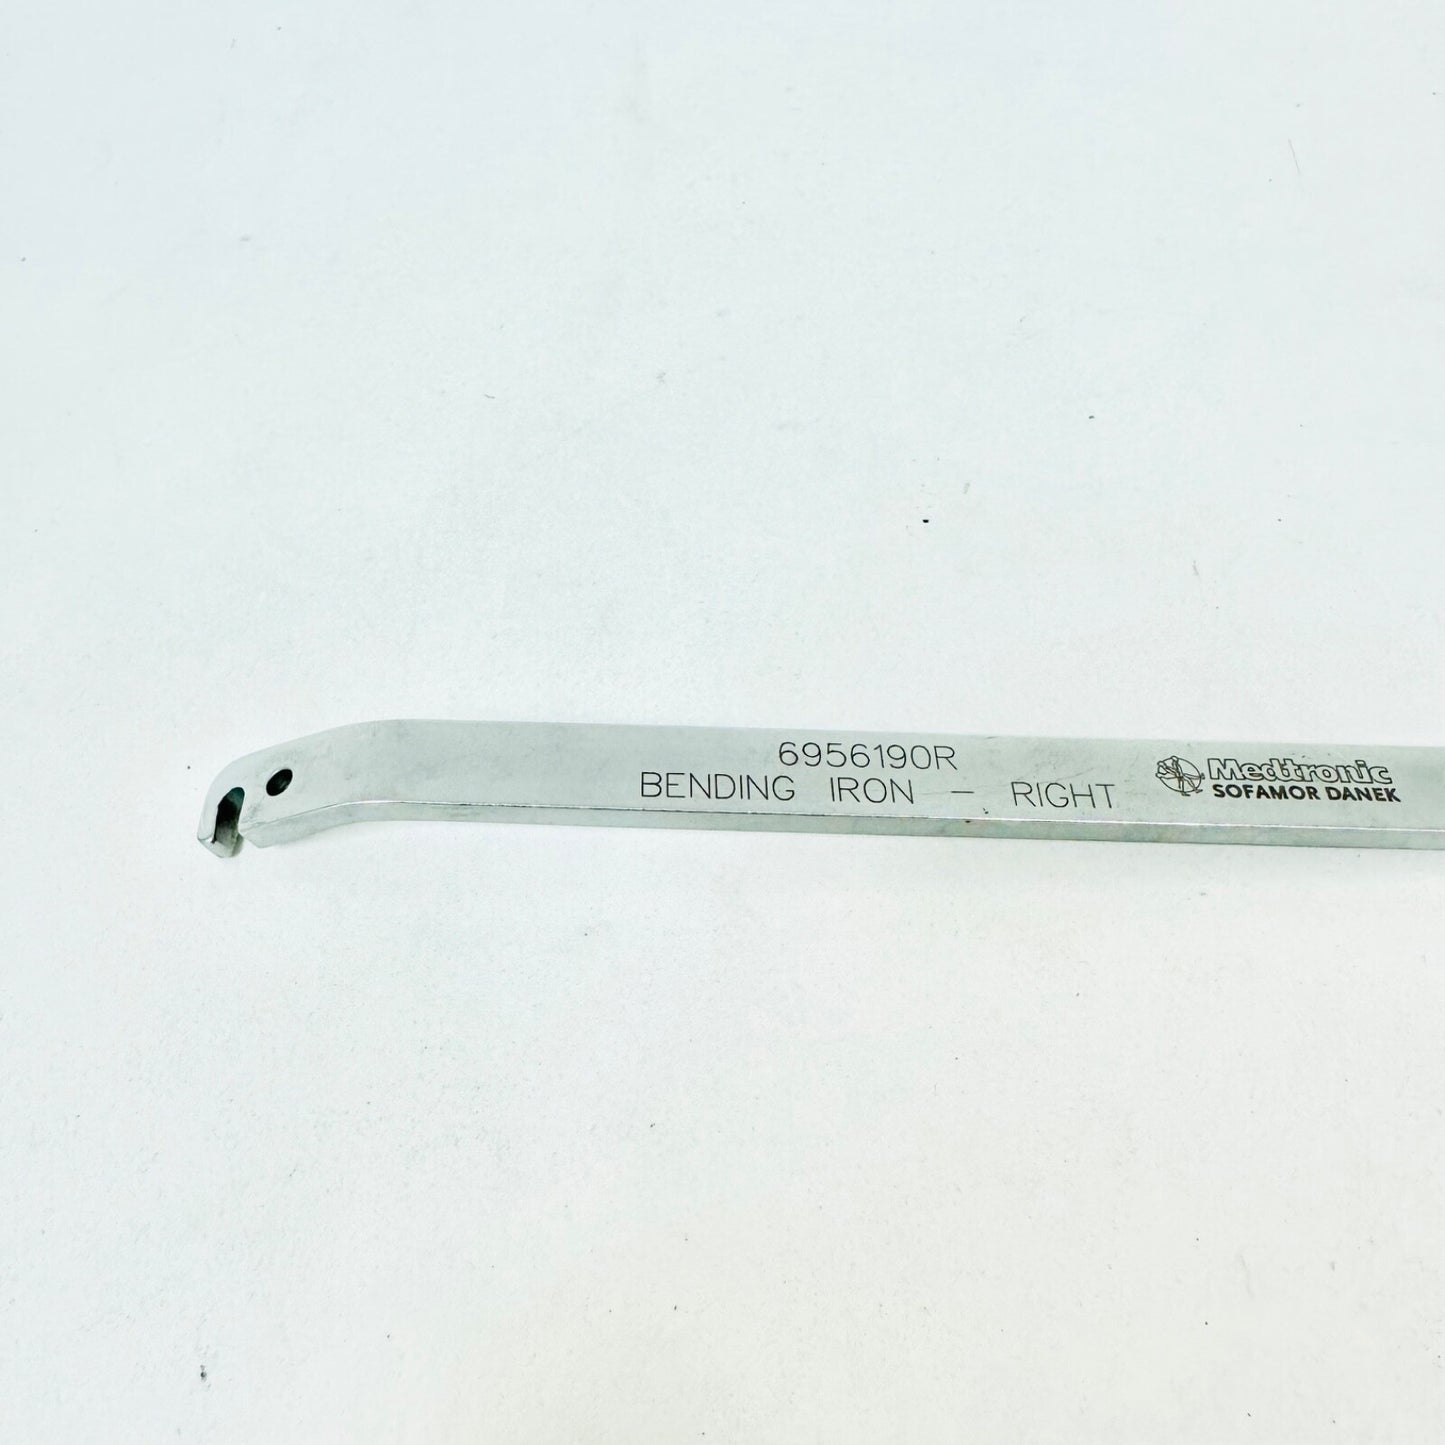 6956190R
BENDING IRON - RIGHT
Medtronic
SOFAMOR DANEK